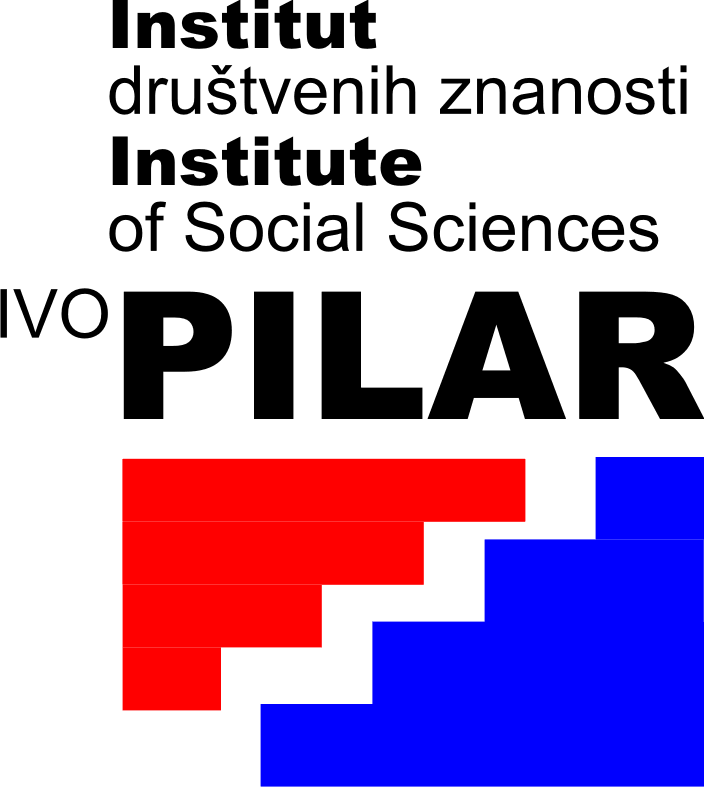 Institut
društvenih znanosti
Institute
of Social Sciences
IVO PILAR